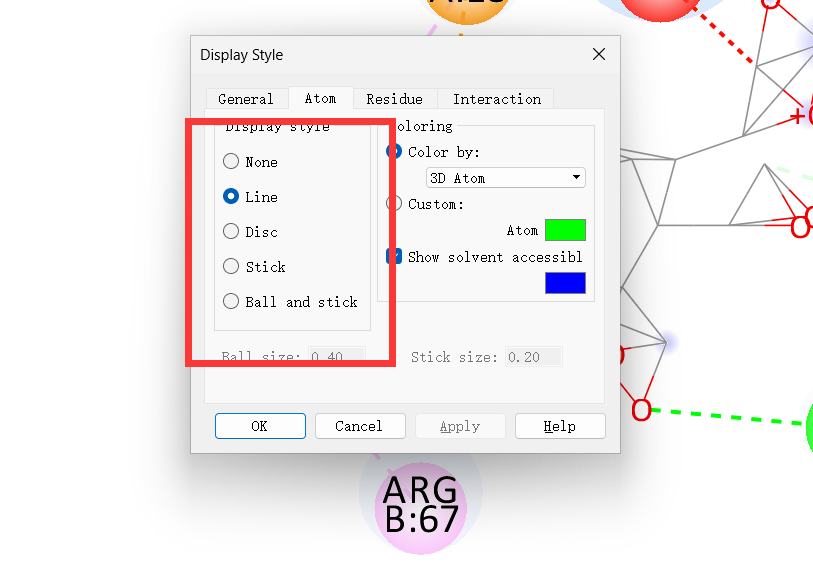 Display Style
General
Atom
Residue
Interaction
Display style
Coloring
None
Line
Disc
Stick
Ball and stick
Color by:
3D Atom
Custom:
Atom
Show solvent accessibl
Ball size: 0.40
Stick size: 0.20
OK
Cancel
Apply
Help
O
+
O
O
O
ARG
B:67